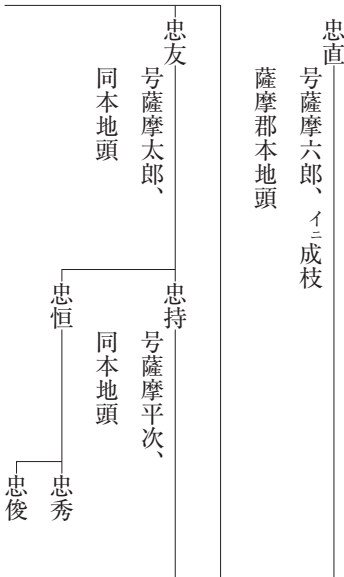 忠直
号薩摩六郎、イニ成枝
薩摩郡本地頭
忠友
号薩摩太郎、
同本地頭
忠持
号薩摩平次、
同本地頭
忠恒
忠秀
忠俊